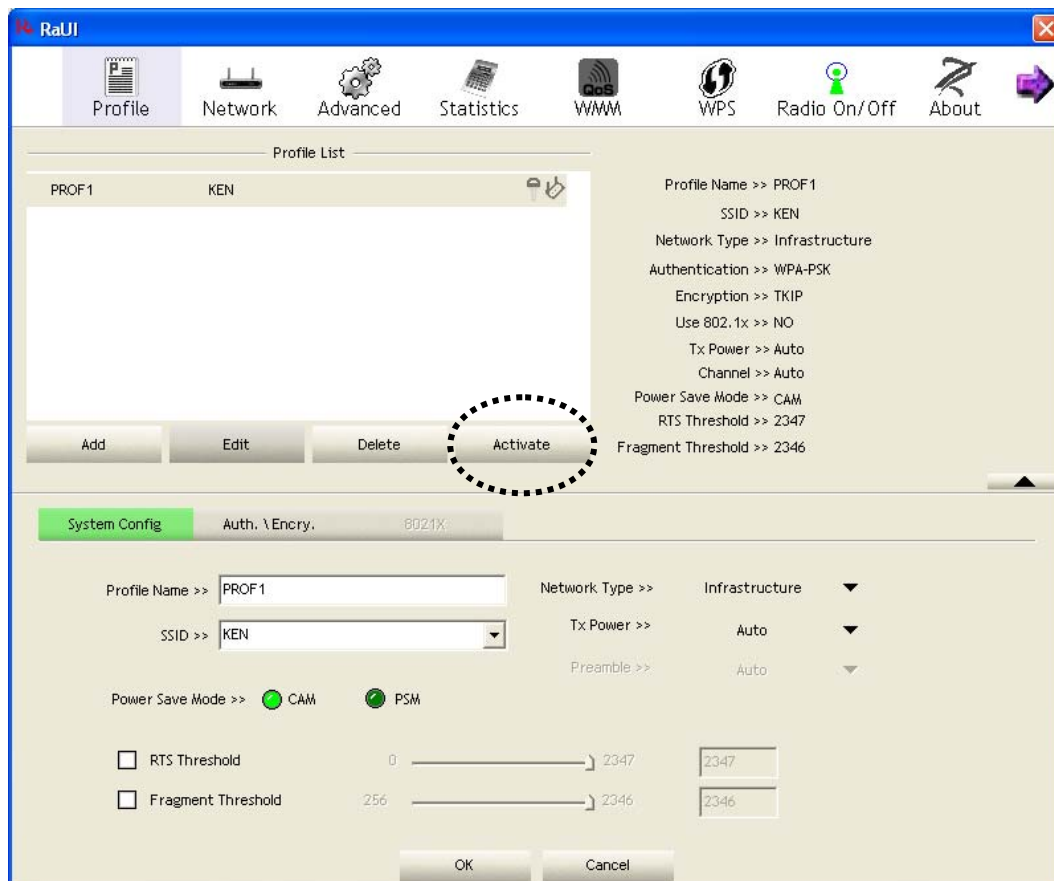 RaUI
Profile Network Advanced Statistics QoS WMM WPS Radio On/Off About
Profile List
PROF1 KEN
Profile Name >> PROF1
SSID >> KEN
Network Type >> Infrastructure
Authentication >> WPA-PSK
Encryption >> TKIP
Use 802.1x >> NO
Tx Power >> Auto
Channel >> Auto
Power Save Mode >> CAM
RTS Threshold >> 2347
Fragment Threshold >> 2346
Add Edit Delete Activate
System Config Auth. \ Encry. 8021X
Profile Name >> PROF1 Network Type >> Infrastructure
SSID >> KEN Tx Power >> Auto
Preamble >> Auto
Power Save Mode >> CAM PSM
RTS Threshold 0 2347 2347
Fragment Threshold 256 2346 2346
OK Cancel